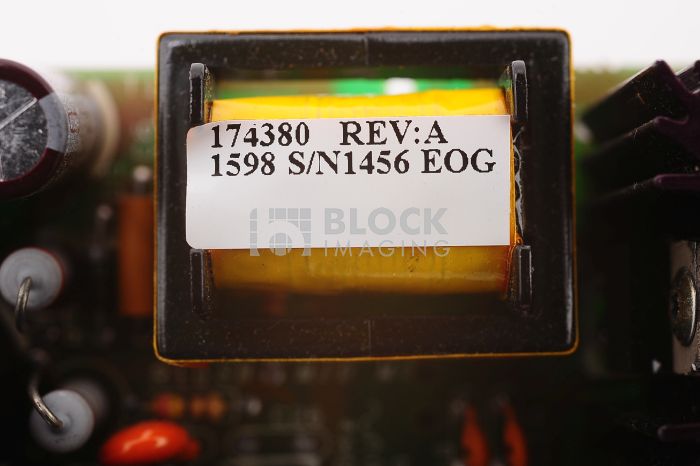 174380 REV:A
1598 S/N1456 EOG
BLOCK
IMAGING